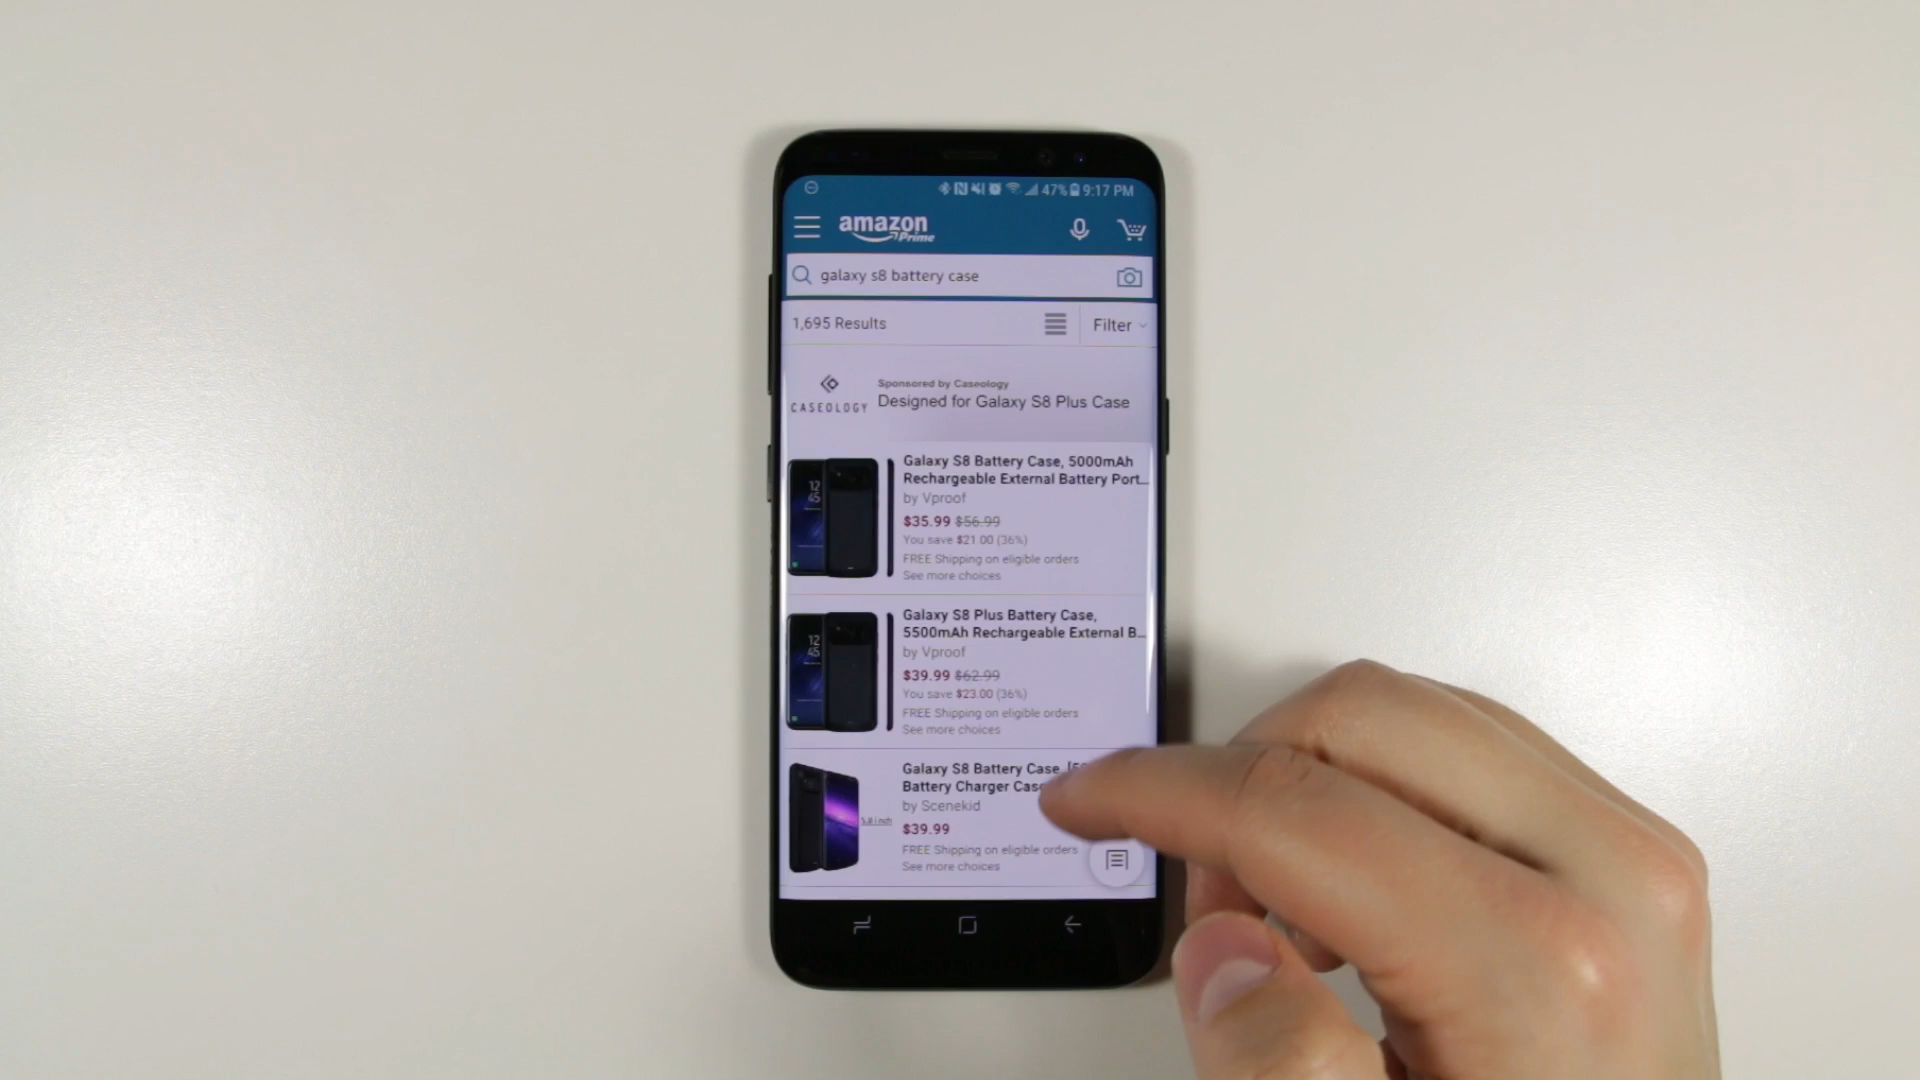 47% 9:17 PM
amazon
Prime
galaxy s8 battery case
1,695 Results
Filter
Sponsored by Caseology
CASEOLOGY
Designed for Galaxy S8 Plus Case
12
45
Galaxy S8 Battery Case, 5000mAh
Rechargeable External Battery Port...
by Vproof
$35.99 $56.99
You save $21.00 (36%)
FREE Shipping on eligible orders
See more choices
12
45
Galaxy S8 Plus Battery Case,
5500mAh Rechargeable External B...
by Vproof
$39.99 $62.99
You save $23.00 (36%)
FREE Shipping on eligible orders
See more choices
Galaxy S8 Battery Case,
Battery Charger Case
by Scenekid
$39.99
FREE Shipping on eligible orders
See more choices